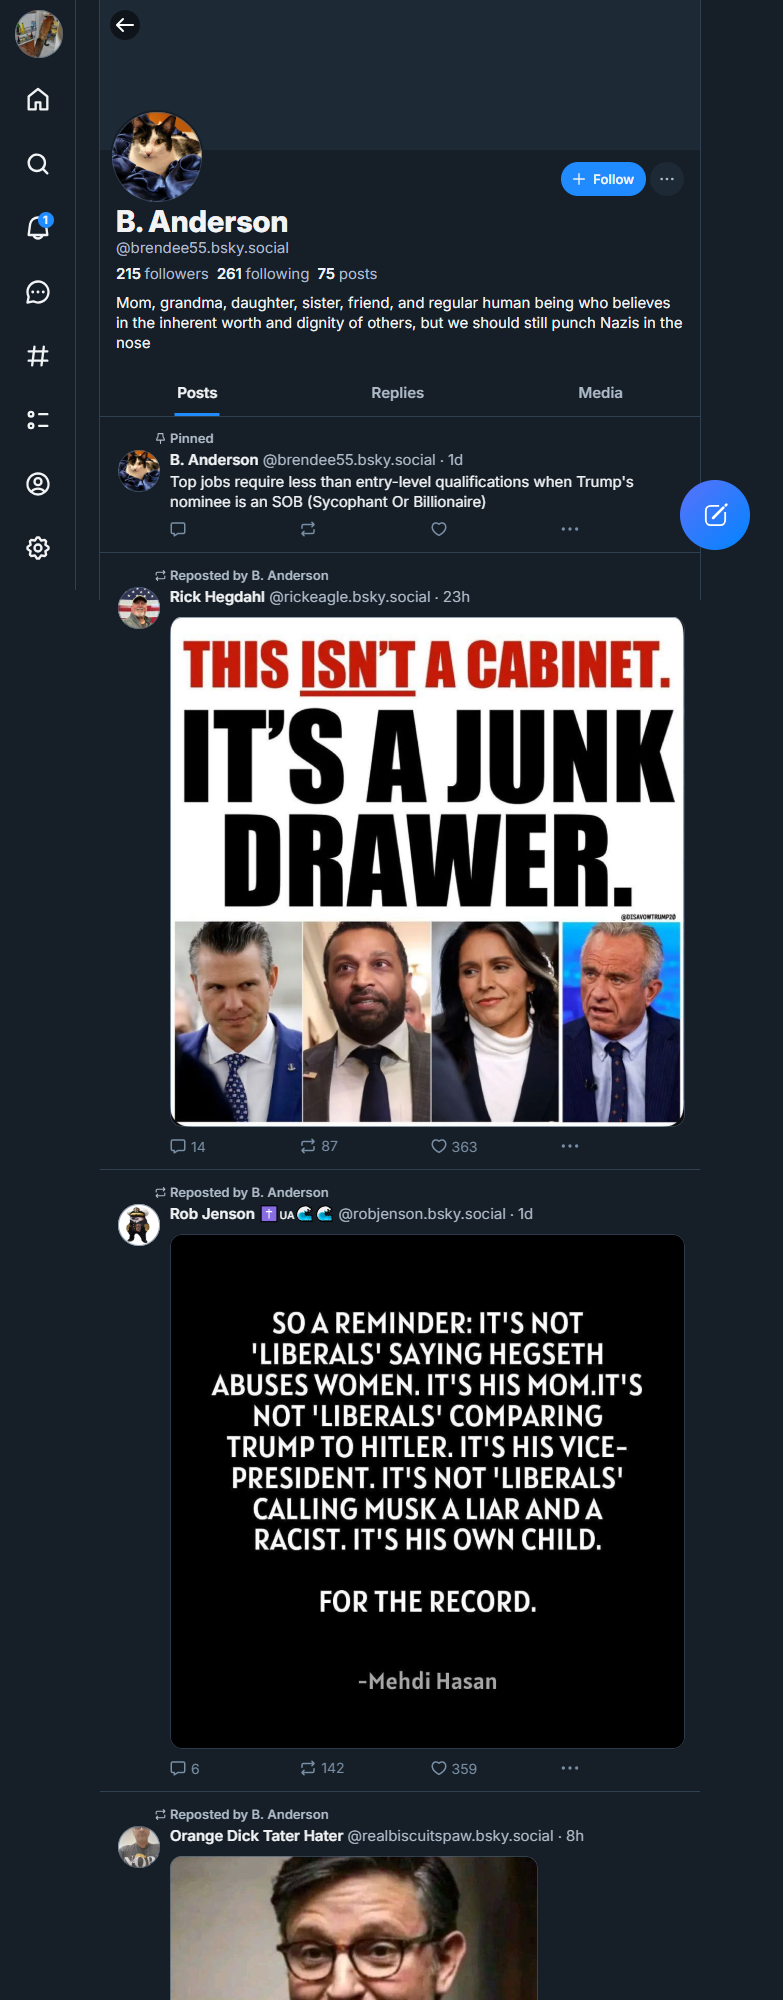 1
+ Follow
B. Anderson
@brendee55.bsky.social
215 followers 261 following 75 posts
Mom, grandma, daughter, sister, friend, and regular human being who believes
in the inherent worth and dignity of others, but we should still punch Nazis in the
nose
Posts Replies Media
Pinned
B. Anderson @brendee55.bsky.social · 1d
Top jobs require less than entry-level qualifications when Trump's
nominee is an SOB (Sycophant Or Billionaire)
Reposted by B. Anderson
Rick Hegdahl @rickeagle.bsky.social · 23h
THIS ISN'T A CABINET.
IT'S A JUNK
DRAWER.
@DISAVOWTRUMP20
14 87 363
Reposted by B. Anderson
Rob Jenson ✝️ UA🌊🌊 @robjenson.bsky.social · 1d
SO A REMINDER: IT'S NOT
'LIBERALS' SAYING HEGSETH
ABUSES WOMEN. IT'S HIS MOM.IT'S
NOT 'LIBERALS' COMPARING
TRUMP TO HITLER. IT'S HIS VICE-
PRESIDENT. IT'S NOT 'LIBERALS'
CALLING MUSK A LIAR AND A
RACIST. IT'S HIS OWN CHILD.
FOR THE RECORD.
-Mehdi Hasan
6 142 359
Reposted by B. Anderson
Orange Dick Tater Hater @realbiscuitspaw.bsky.social · 8h